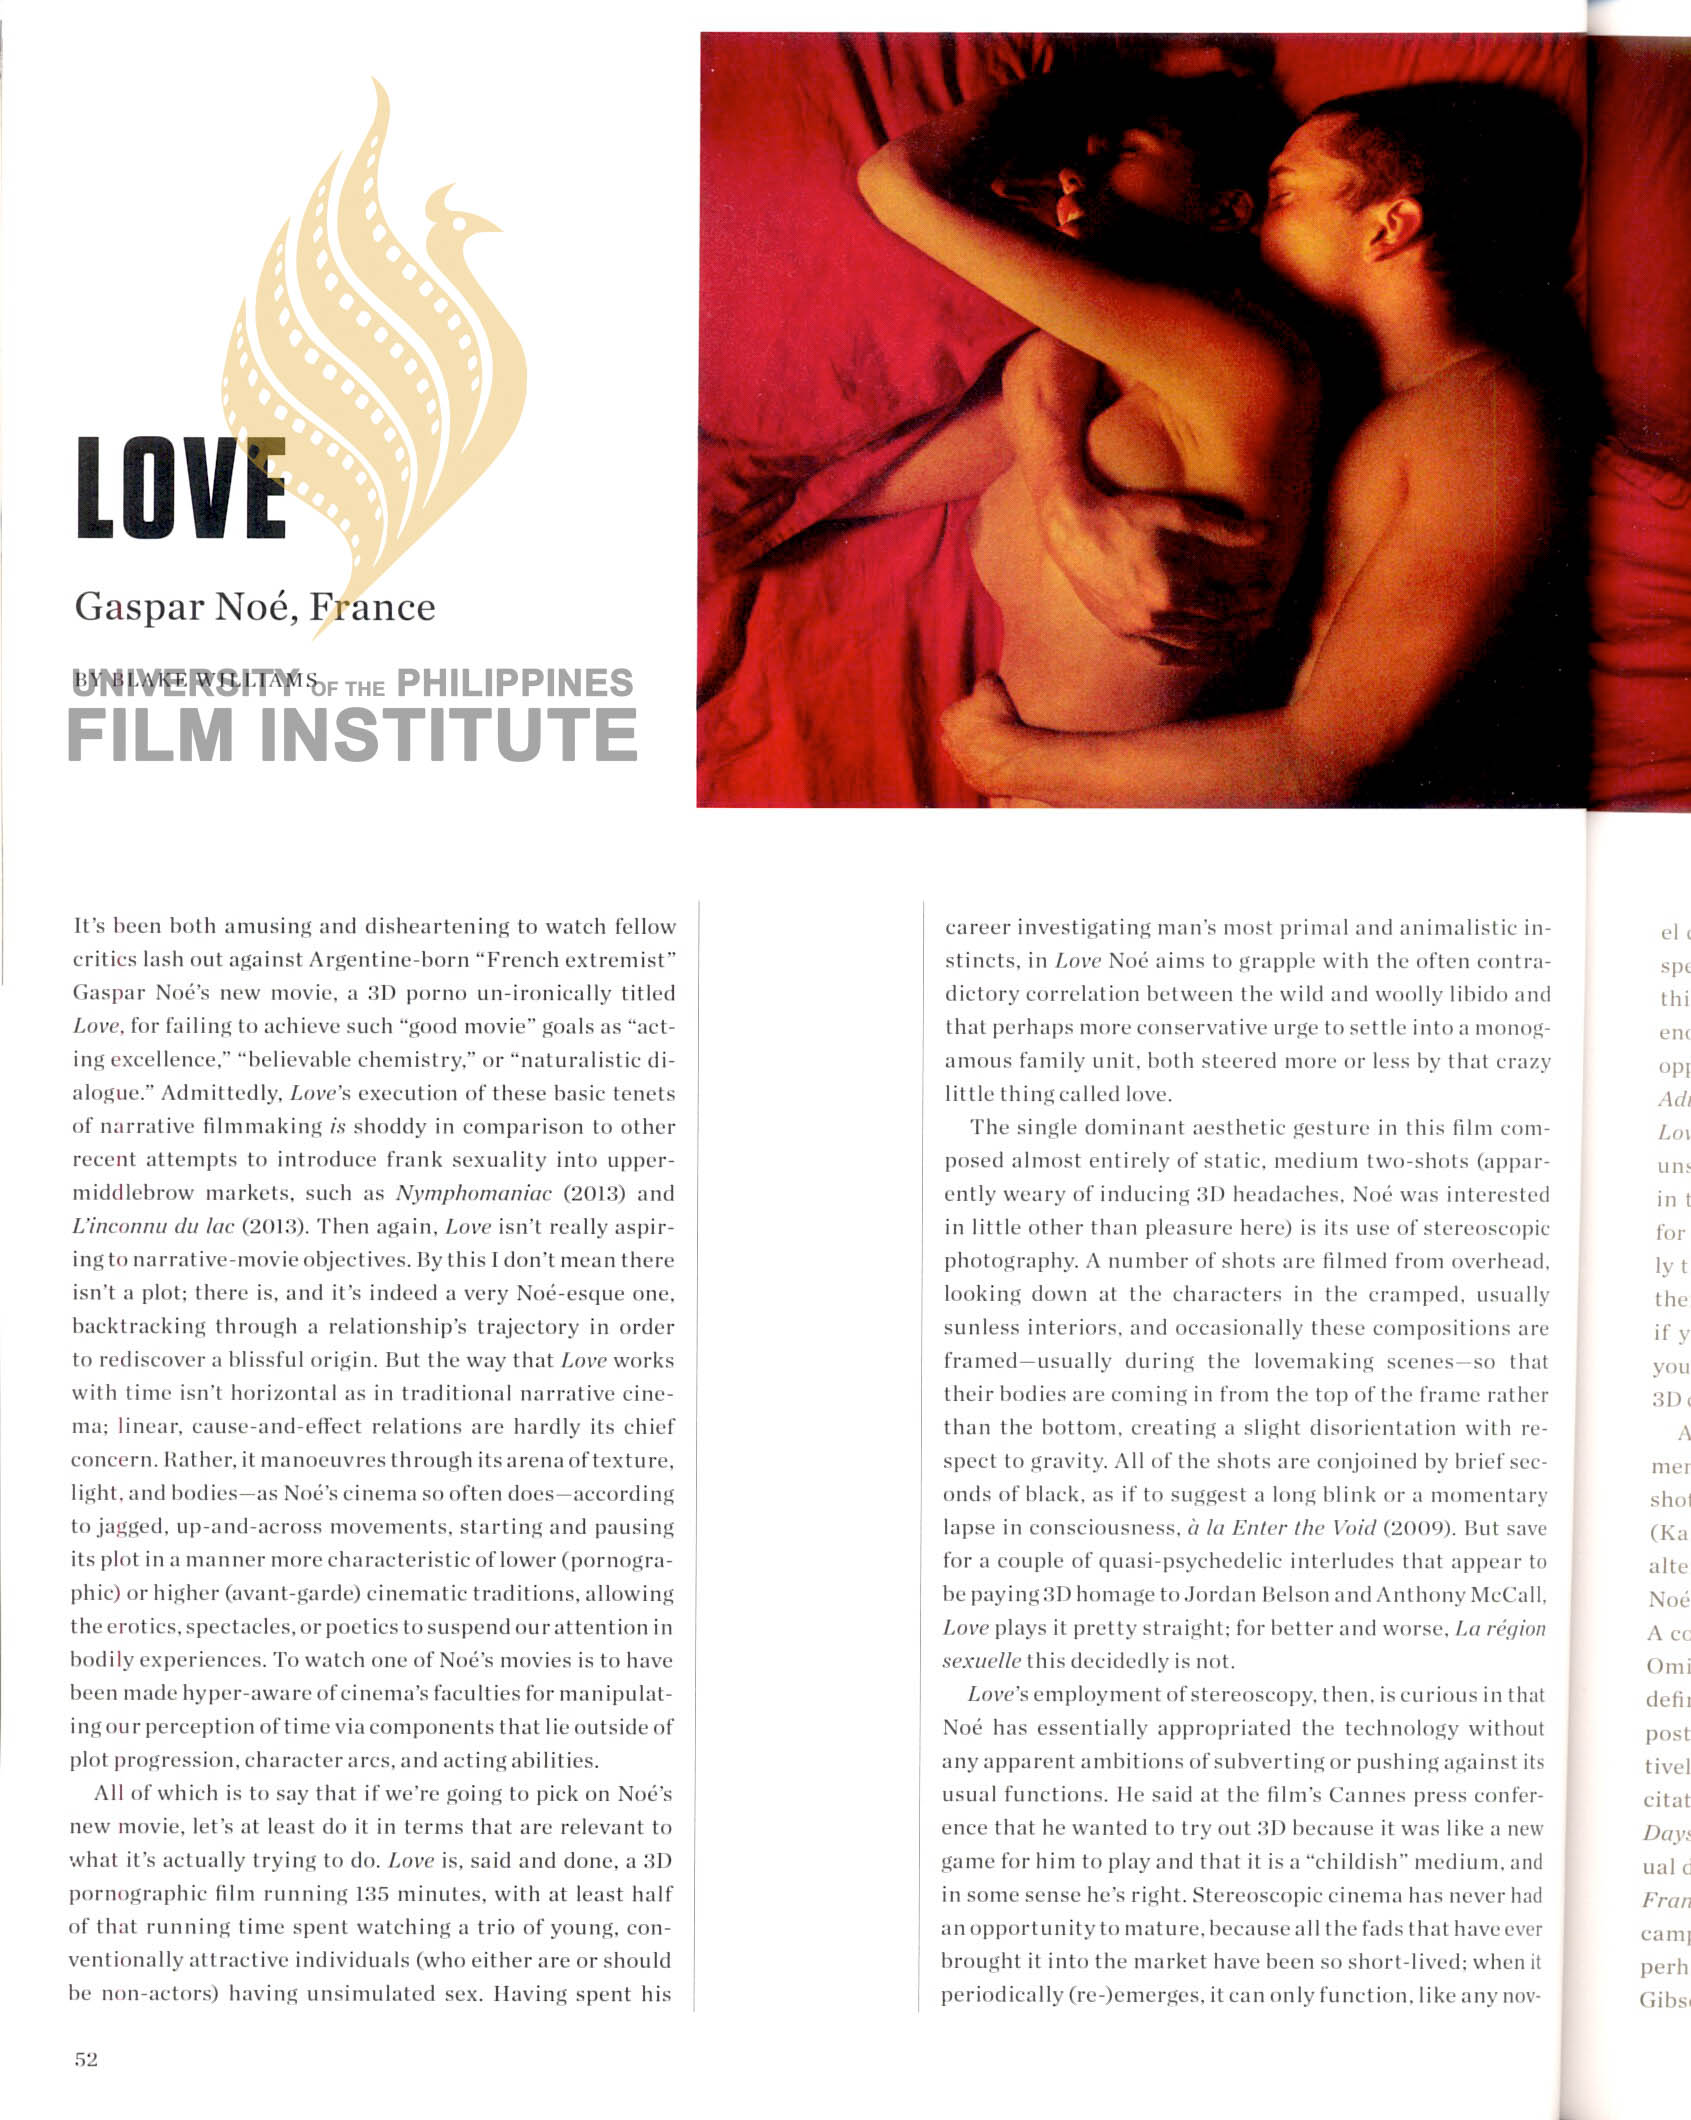 LOVE
Gaspar Noé, France
BY BLAKE WILLIAMS
UNIVERSITY OF THE PHILIPPINES
FILM INSTITUTE
It's been both amusing and disheartening to watch fellow
critics lash out against Argentine-born “French extremist”
Gaspar Noé's new movie, a 3D porno un-ironically titled
Love, for failing to achieve such “good movie” goals as “act-
ing excellence,” “believable chemistry,” or “naturalistic di-
alogue.” Admittedly, Love's execution of these basic tenets
of narrative filmmaking is shoddy in comparison to other
recent attempts to introduce frank sexuality into upper-
middlebrow markets, such as Nymphomaniac (2013) and
L'inconnu du lac (2013). Then again, Love isn't really aspir-
ing to narrative-movie objectives. By this I don't mean there
isn't a plot; there is, and it's indeed a very Noé-esque one,
backtracking through a relationship's trajectory in order
to rediscover a blissful origin. But the way that Love works
with time isn't horizontal as in traditional narrative cine-
ma; linear, cause-and-effect relations are hardly its chief
concern. Rather, it manoeuvres through its arena of texture,
light, and bodies—as Noé's cinema so often does—according
to jagged, up-and-across movements, starting and pausing
its plot in a manner more characteristic of lower (pornogra-
phic) or higher (avant-garde) cinematic traditions, allowing
the erotics, spectacles, or poetics to suspend our attention in
bodily experiences. To watch one of Noé's movies is to have
been made hyper-aware of cinema's faculties for manipulat-
ing our perception of time via components that lie outside of
plot progression, character arcs, and acting abilities.
All of which is to say that if we're going to pick on Noé's
new movie, let's at least do it in terms that are relevant to
what it's actually trying to do. Love is, said and done, a 3D
pornographic film running 135 minutes, with at least half
of that running time spent watching a trio of young, con-
ventionally attractive individuals (who either are or should
be non-actors) having unsimulated sex. Having spent his
52
career investigating man's most primal and animalistic in-
stincts, in Love Noé aims to grapple with the often contra-
dictory correlation between the wild and woolly libido and
that perhaps more conservative urge to settle into a monog-
amous family unit, both steered more or less by that crazy
little thing called love.
The single dominant aesthetic gesture in this film com-
posed almost entirely of static, medium two-shots (appar-
ently weary of inducing 3D headaches, Noé was interested
in little other than pleasure here) is its use of stereoscopic
photography. A number of shots are filmed from overhead,
looking down at the characters in the cramped, usually
sunless interiors, and occasionally these compositions are
framed—usually during the lovemaking scenes—so that
their bodies are coming in from the top of the frame rather
than the bottom, creating a slight disorientation with re-
spect to gravity. All of the shots are conjoined by brief sec-
onds of black, as if to suggest a long blink or a momentary
lapse in consciousness, à la Enter the Void (2009). But save
for a couple of quasi-psychedelic interludes that appear to
be paying 3D homage to Jordan Belson and Anthony McCall,
Love plays it pretty straight; for better and worse, La région
sexuelle this decidedly is not.
Love's employment of stereoscopy, then, is curious in that
Noé has essentially appropriated the technology without
any apparent ambitions of subverting or pushing against its
usual functions. He said at the film's Cannes press confer-
ence that he wanted to try out 3D because it was like a new
game for him to play and that it is a “childish” medium, and
in some sense he's right. Stereoscopic cinema has never had
an opportunity to mature, because all the fads that have ever
brought it into the market have been so short-lived; when it
periodically (re-)emerges, it can only function, like any nov-